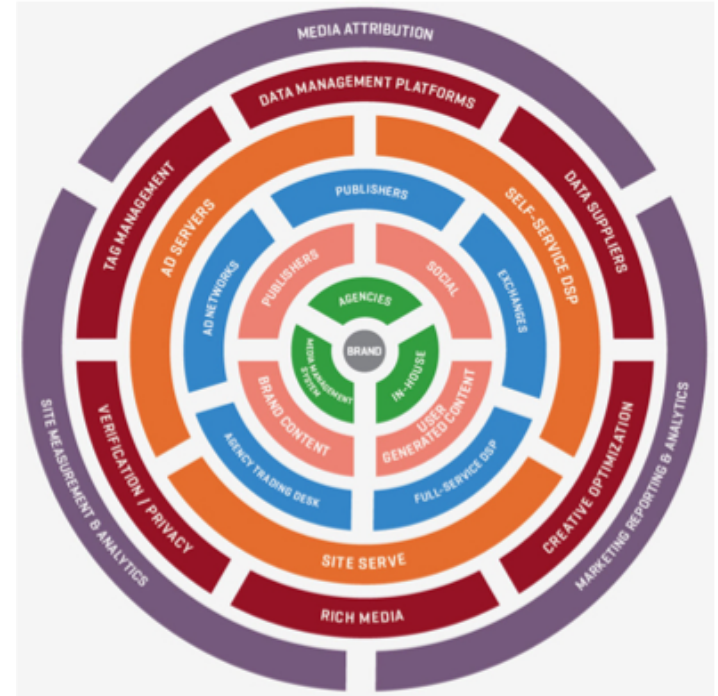 MEDIA ATTRIBUTION
DATA MANAGEMENT PLATFORMS
TAG MANAGEMENT
DATA SUPPLIERS
AD SERVERS
SELF-SERVICE DSP
PUBLISHERS
AD NETWORKS
EXCHANGES
PUBLISHERS
SOCIAL
AGENCIES
BRAND
MEDIA MANAGEMENT
SYSTEM
IN-HOUSE
BRAND CONTENT
USER
GENERATED CONTENT
AGENCY TRADING DESK
FULL-SERVICE DSP
SITE SERVE
VERIFICATION / PRIVACY
CREATIVE OPTIMIZATION
RICH MEDIA
SITE MEASUREMENT & ANALYTICS
MARKETING REPORTING & ANALYTICS